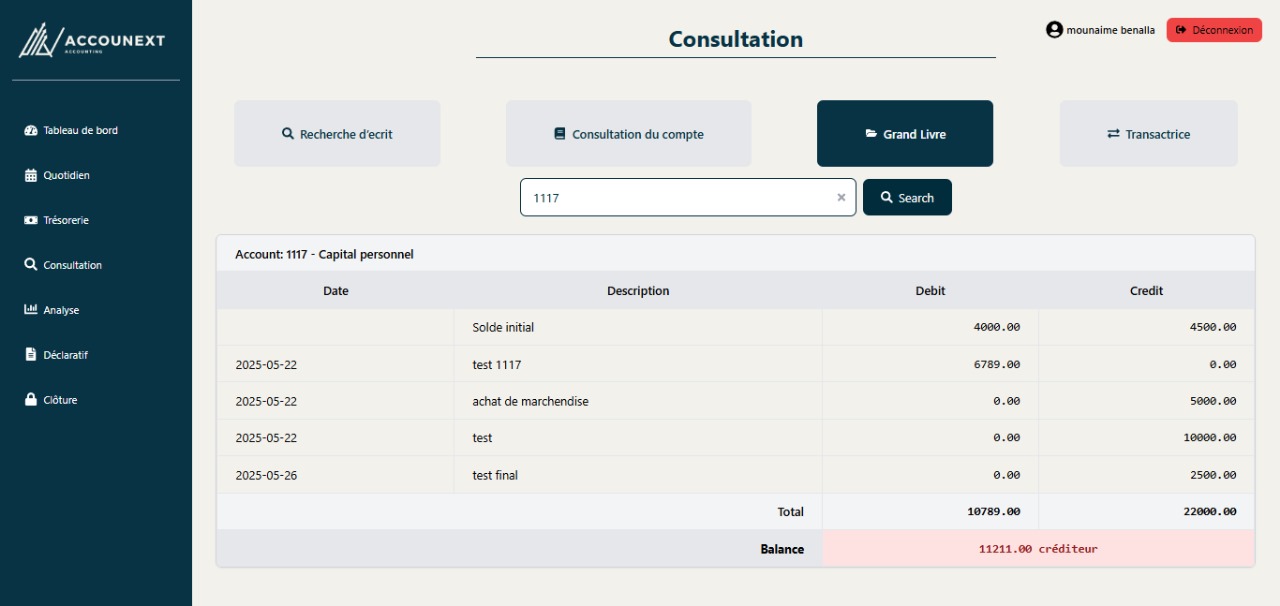 ACCOUNEXT
ACCOUNTING
Tableau de bord
Quotidien
Trésorerie
Consultation
Analyse
Déclaratif
Clôture
Consultation
mounaime benalla
Déconnexion
Recherche d'ecrit
Consultation du compte
Grand Livre
Transactrice
1117
Search
Account: 1117 - Capital personnel
Date Description Debit Credit
Solde initial 4000.00 4500.00
2025-05-22 test 1117 6789.00 0.00
2025-05-22 achat de marchendise 0.00 5000.00
2025-05-22 test 0.00 10000.00
2025-05-26 test final 0.00 2500.00
Total 10789.00 22000.00
Balance 11211.00 créditeur